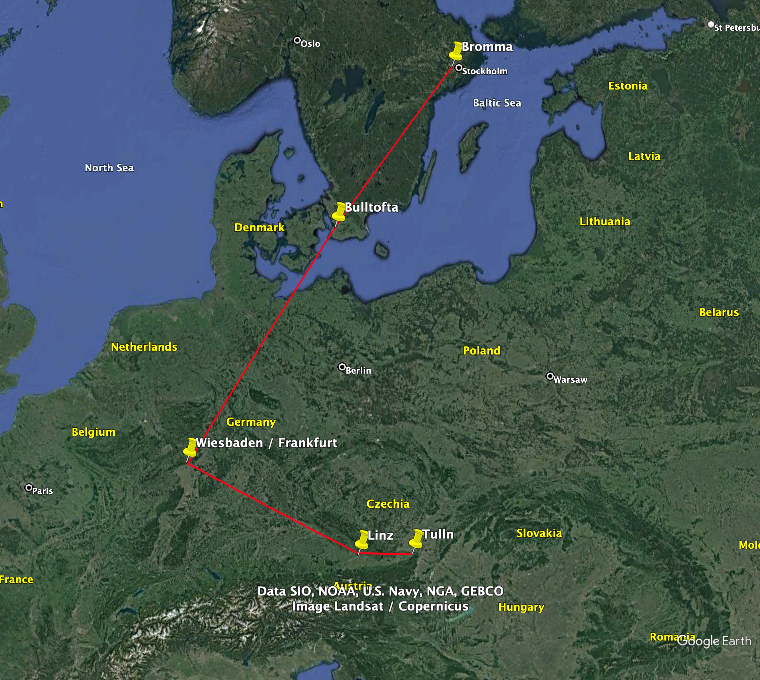 St Petersbu
Oslo
Bromma
Stockholm
Estonia
Baltic Sea
Latvia
North Sea
n
Bulltofta
Lithuania
Denmark
Belarus
Netherlands
Poland
Berlin
Warsaw
Germany
Belgium
Wiesbaden / Frankfurt
Paris
Czechia
Linz
Tulln
Slovakia
Mol
France
Austria
Data SIO, NOAA, U.S. Navy, NGA, GEBCO
Image Landsat / Copernicus
Hungary
Romania
Google Earth